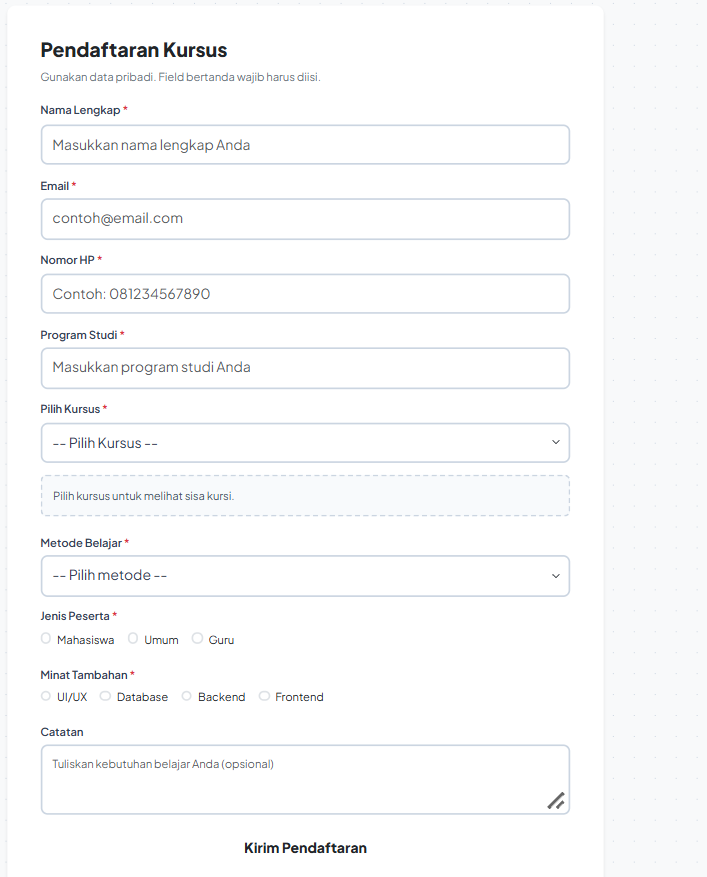 Pendaftaran Kursus
Gunakan data pribadi. Field bertanda wajib harus diisi.
Nama Lengkap *
Masukkan nama lengkap Anda
Email *
contoh@email.com
Nomor HP *
Contoh: 081234567890
Program Studi *
Masukkan program studi Anda
Pilih Kursus *
-- Pilih Kursus --
Pilih kursus untuk melihat sisa kursi.
Metode Belajar *
-- Pilih metode --
Jenis Peserta *
Mahasiswa Umum Guru
Minat Tambahan *
UI/UX Database Backend Frontend
Catatan
Tuliskan kebutuhan belajar Anda (opsional)
Kirim Pendaftaran